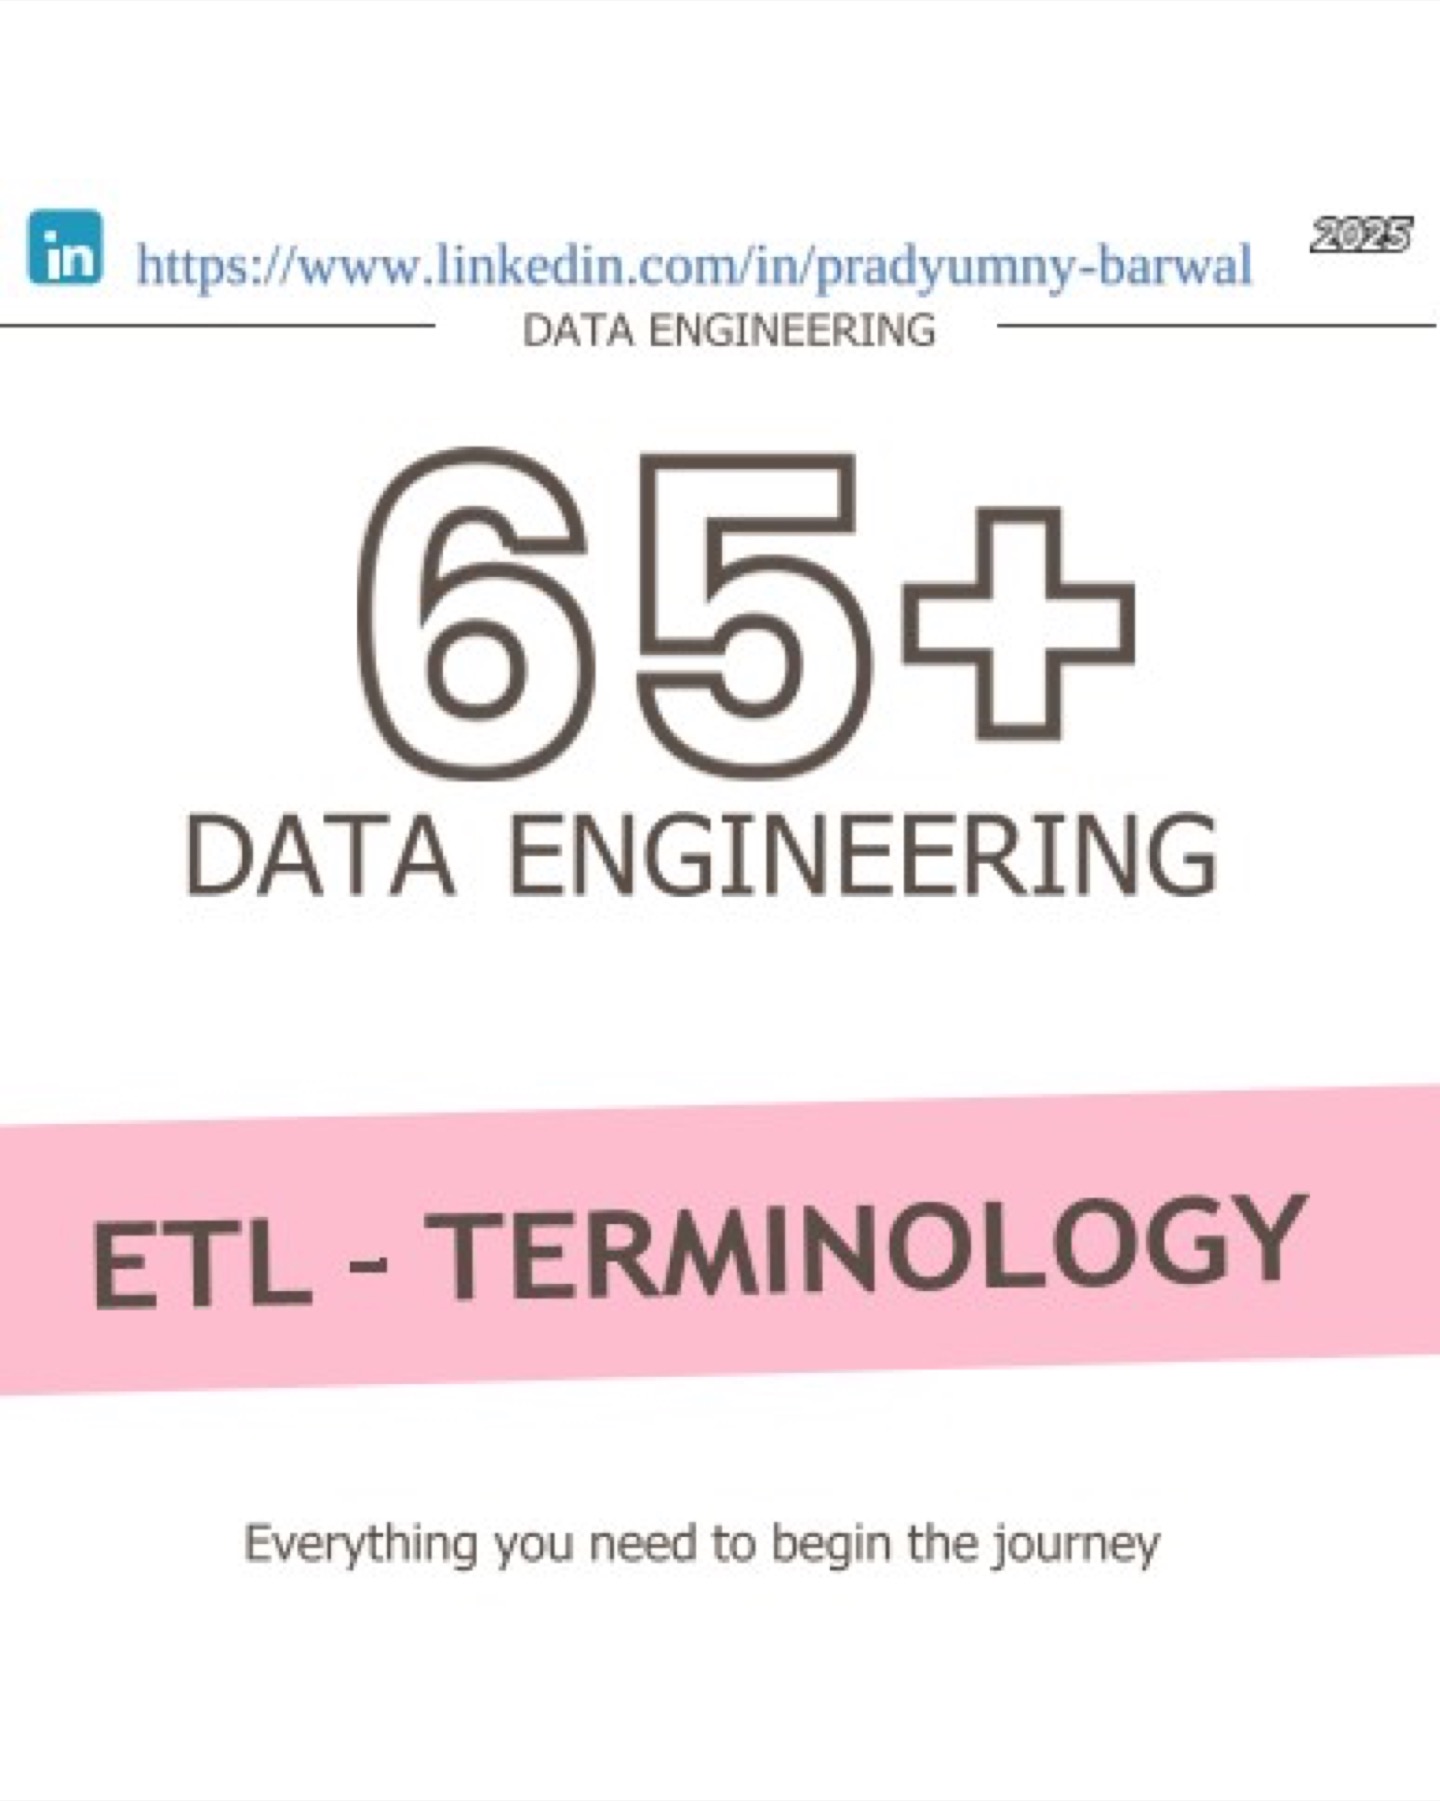 in https://www.linkedin.com/in/pradyumny-barwal 2025
DATA ENGINEERING
65+
DATA ENGINEERING
ETL - TERMINOLOGY
Everything you need to begin the journey